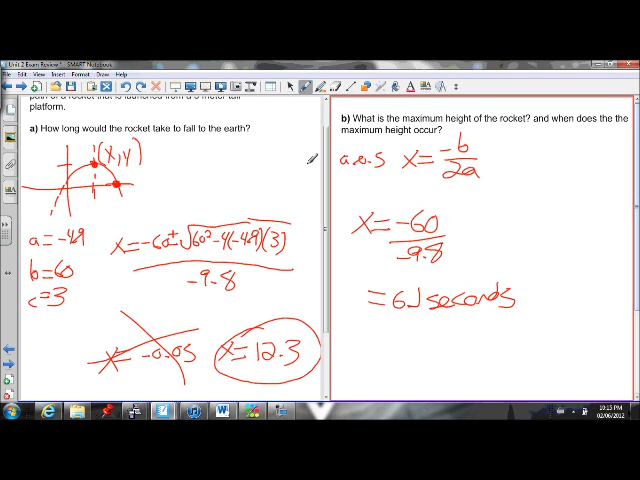 Unit 2 Exam Review * - SMART Notebook
File Edit View Insert Format Tools Help
path of a rocket that is launched from a 3 meter tall
platform.
a) How long would the rocket take to fall to the earth?
(x,y)
a=-4.9
b=60
c=3
x=-60±√60²-4(-4.9)(3)
-9.8
x=-0.05
x=12.3
b) What is the maximum height of the rocket? and when does the the
maximum height occur?
a.o.s x=-b
2a
x=-60
-9.8
=6.1 seconds
10:15 PM
02/06/2012